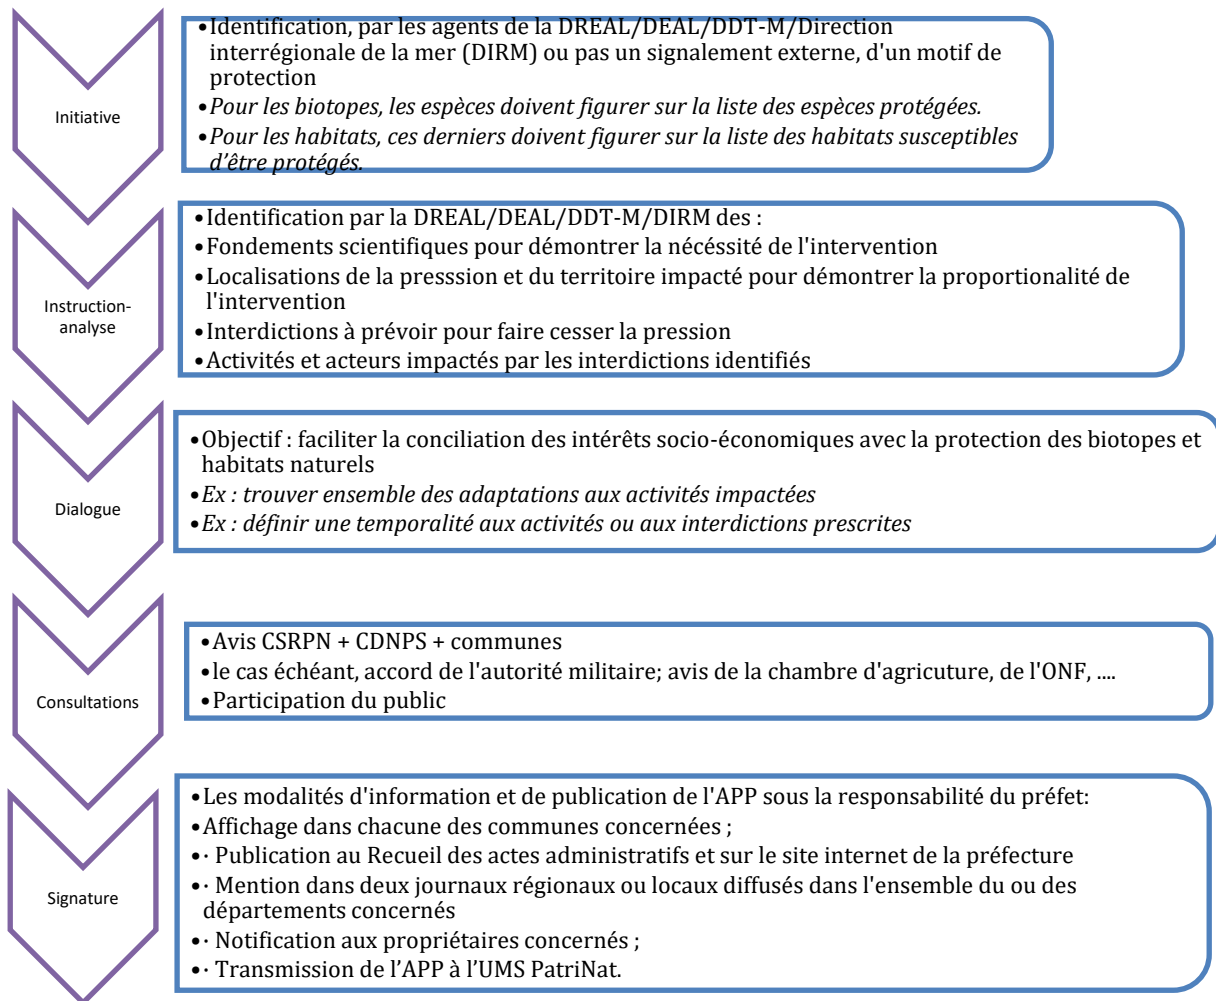 Initiative
•Identification, par les agents de la DREAL/DEAL/DDT-M/Direction
interrégionale de la mer (DIRM) ou pas un signalement externe, d'un motif de
protection
•Pour les biotopes, les espèces doivent figurer sur la liste des espèces protégées.
•Pour les habitats, ces derniers doivent figurer sur la liste des habitats susceptibles
d'être protégés.
Instruction-
analyse
•Identification par la DREAL/DEAL/DDT-M/DIRM des :
•Fondements scientifiques pour démontrer la nécéssité de l'intervention
•Localisations de la presssion et du territoire impacté pour démontrer la proportionalité de
l'intervention
•Interdictions à prévoir pour faire cesser la pression
•Activités et acteurs impactés par les interdictions identifiés
Dialogue
•Objectif : faciliter la conciliation des intérêts socio-économiques avec la protection des biotopes et
habitats naturels
•Ex : trouver ensemble des adaptations aux activités impactées
•Ex : définir une temporalité aux activités ou aux interdictions prescrites
Consultations
•Avis CSRPN + CDNPS + communes
•le cas échéant, accord de l'autorité militaire; avis de la chambre d'agricuture, de l'ONF, ....
•Participation du public
Signature
•Les modalités d'information et de publication de l'APP sous la responsabilité du préfet:
•Affichage dans chacune des communes concernées ;
•· Publication au Recueil des actes administratifs et sur le site internet de la préfecture
•· Mention dans deux journaux régionaux ou locaux diffusés dans l'ensemble du ou des
départements concernés
•· Notification aux propriétaires concernés ;
•· Transmission de l'APP à l'UMS PatriNat.